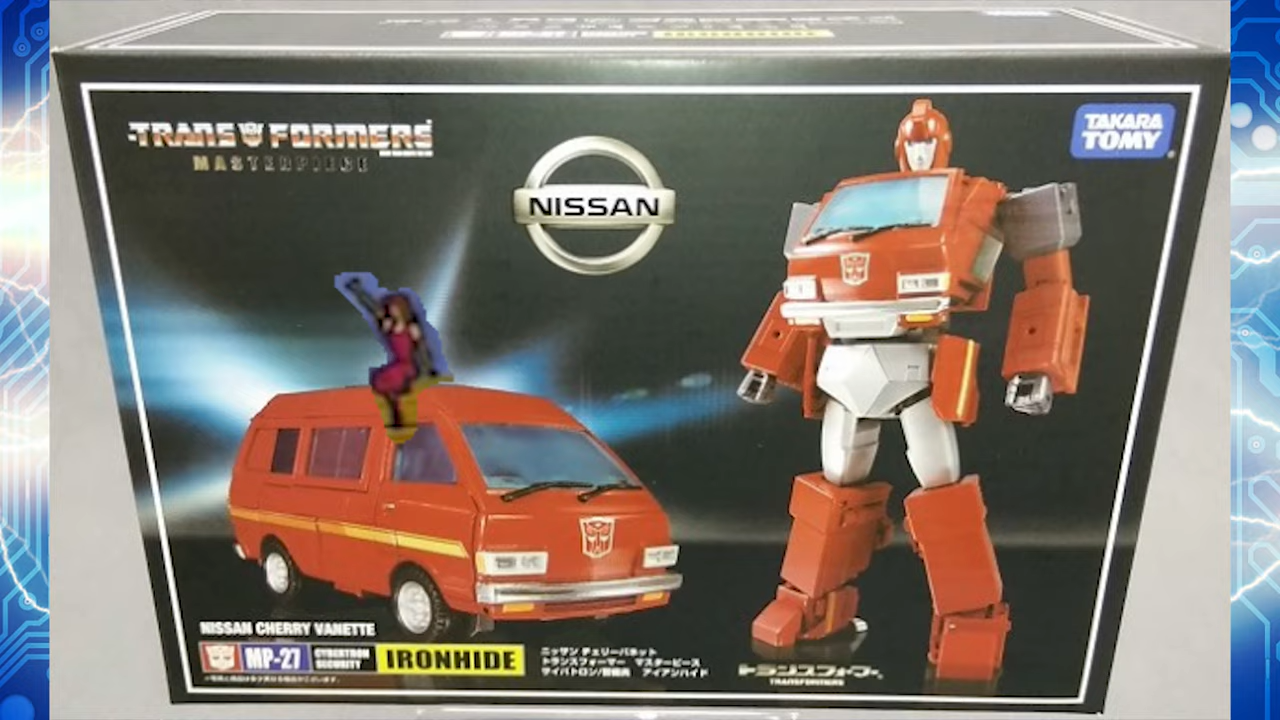 TRANSFORMERS
MASTERPIECE
NISSAN
TAKARA
TOMY
NISSAN CHERRY VANETTE
MP-27
CYBERTRON
SECURITY
IRONHIDE
ニッサン チェリーバネット
トランスフォーマー マスターピース
サイバトロン/警備員 アイアンハイド
トランスフォーマー
TRANSFORMERS